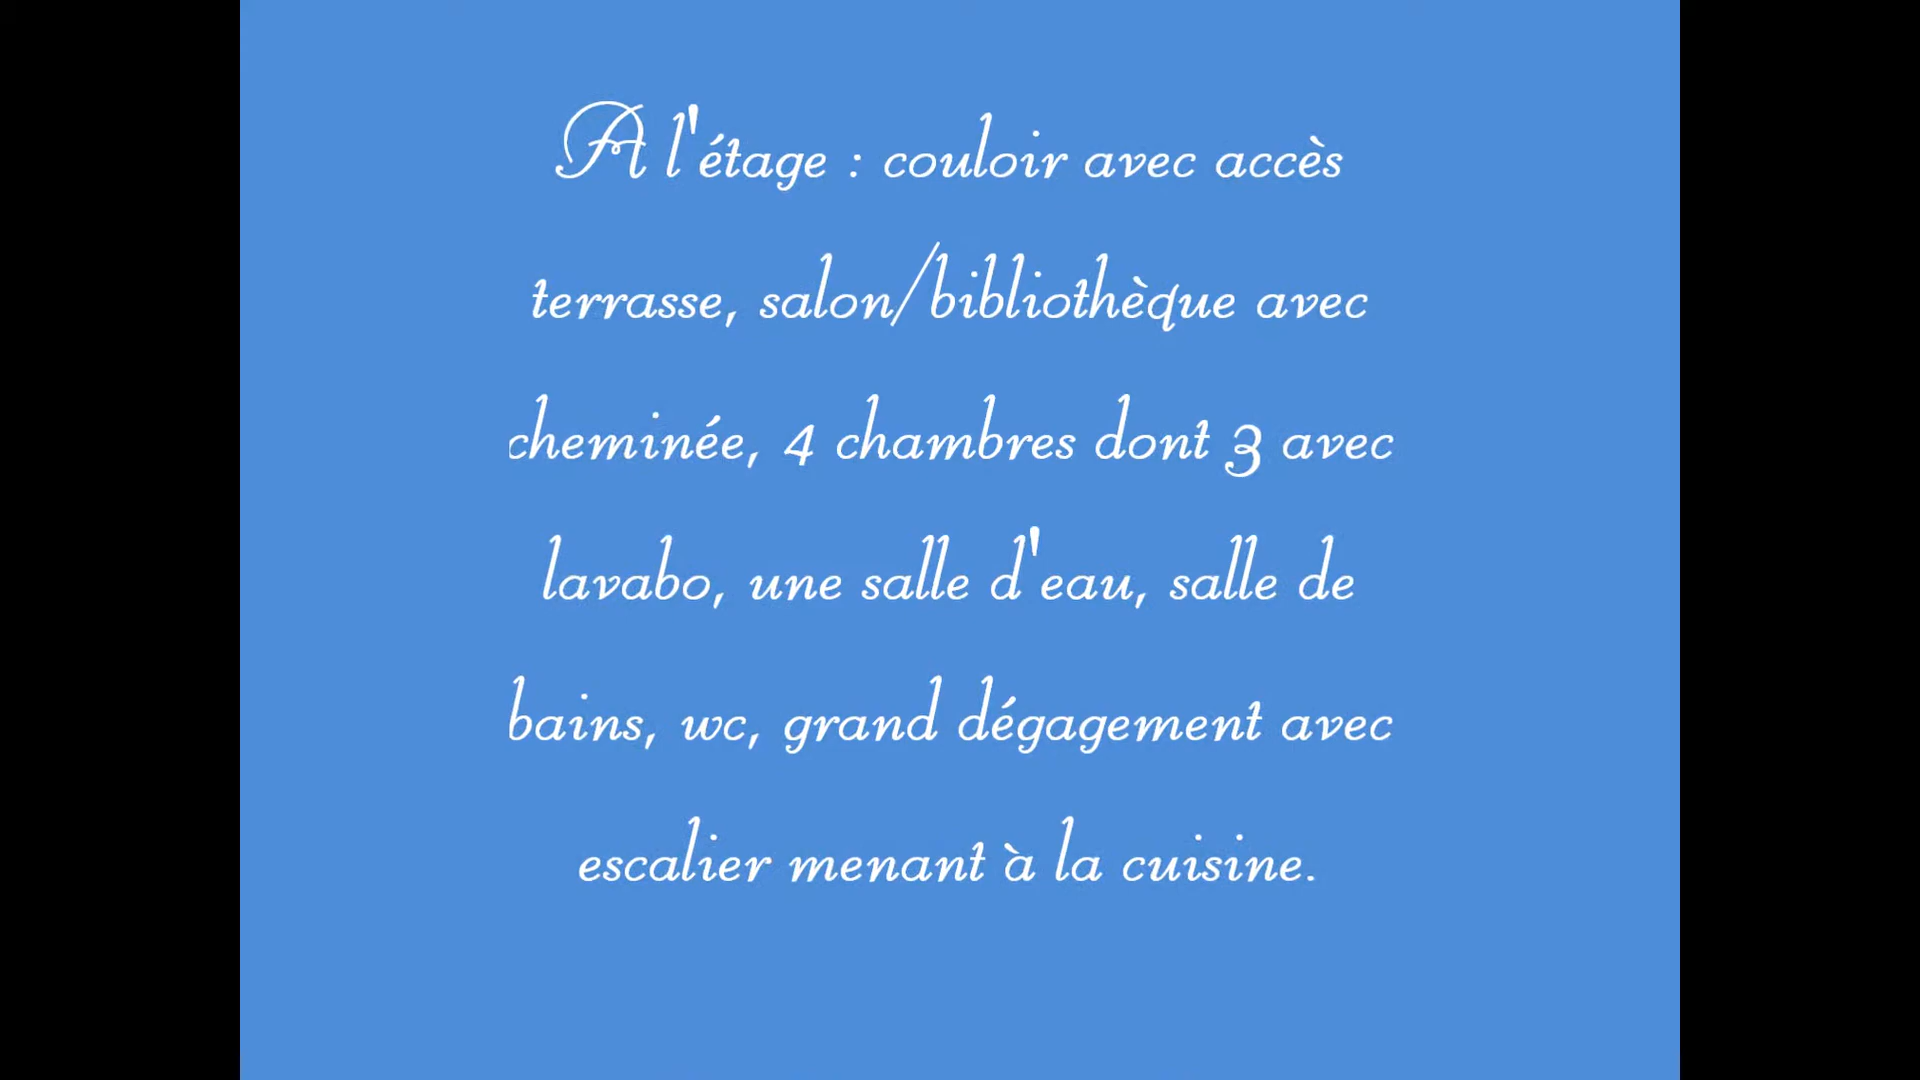 A l'étage : couloir avec accès
terrasse, salon/bibliothèque avec
cheminée, 4 chambres dont 3 avec
lavabo, une salle d'eau, salle de
bains, wc, grand dégagement avec
escalier menant à la cuisine.